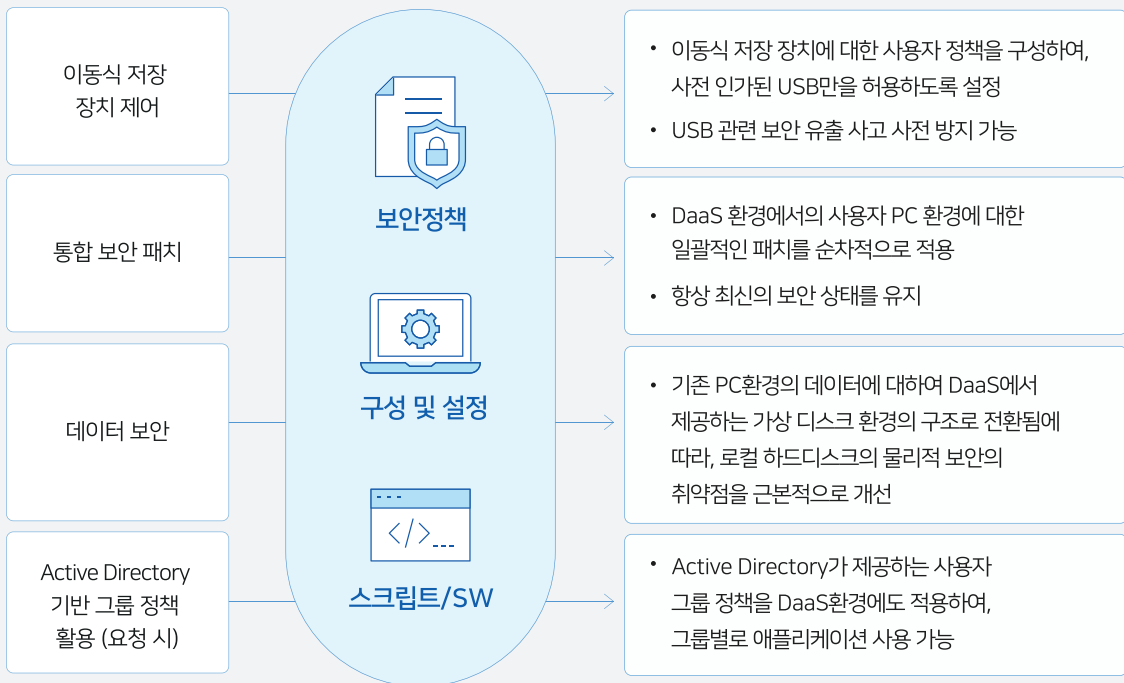 이동식 저장
장치 제어
통합 보안 패치
데이터 보안
Active Directory
기반 그룹 정책
활용 (요청 시)
보안정책
구성 및 설정
</>
스크립트/SW
• 이동식 저장 장치에 대한 사용자 정책을 구성하여,
사전 인가된 USB만을 허용하도록 설정
• USB 관련 보안 유출 사고 사전 방지 가능
• DaaS 환경에서의 사용자 PC 환경에 대한
일괄적인 패치를 순차적으로 적용
• 항상 최신의 보안 상태를 유지
• 기존 PC환경의 데이터에 대하여 DaaS에서
제공하는 가상 디스크 환경의 구조로 전환됨에
따라, 로컬 하드디스크의 물리적 보안의
취약점을 근본적으로 개선
• Active Directory가 제공하는 사용자
그룹 정책을 DaaS환경에도 적용하여,
그룹별로 애플리케이션 사용 가능